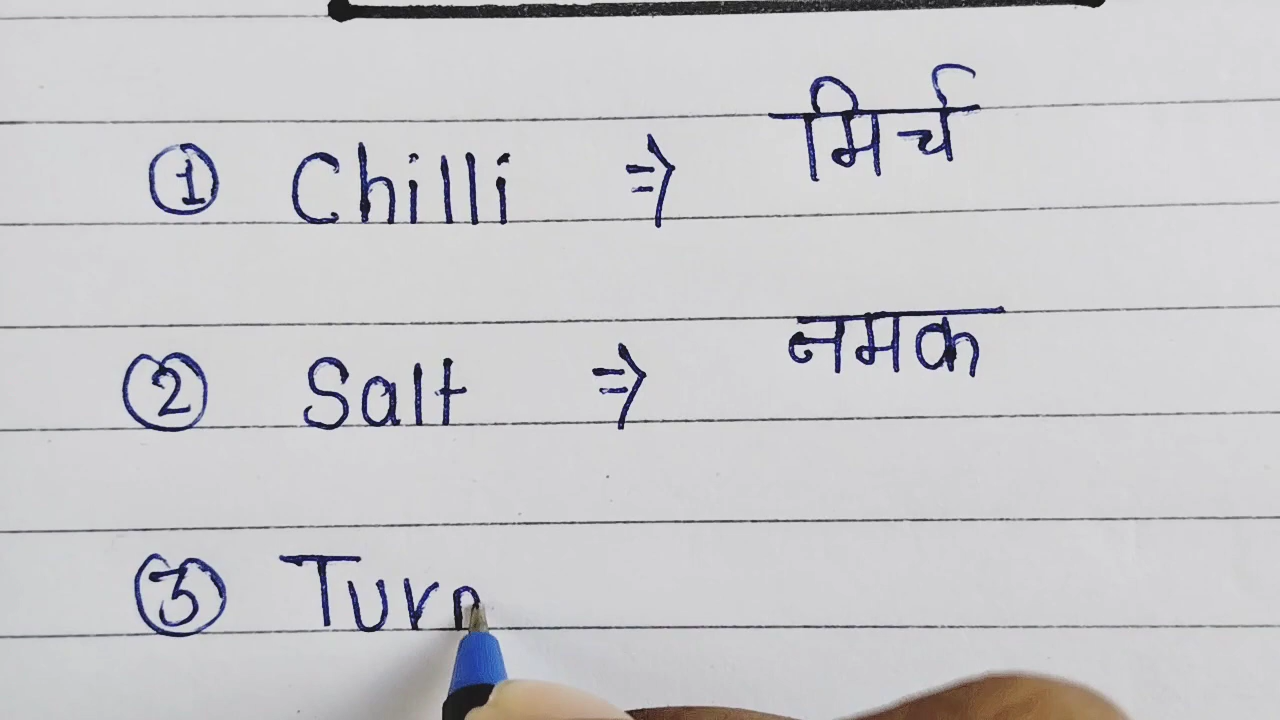 ① Chilli ⇒ मिर्च
② Salt ⇒ नमक
③ Turn